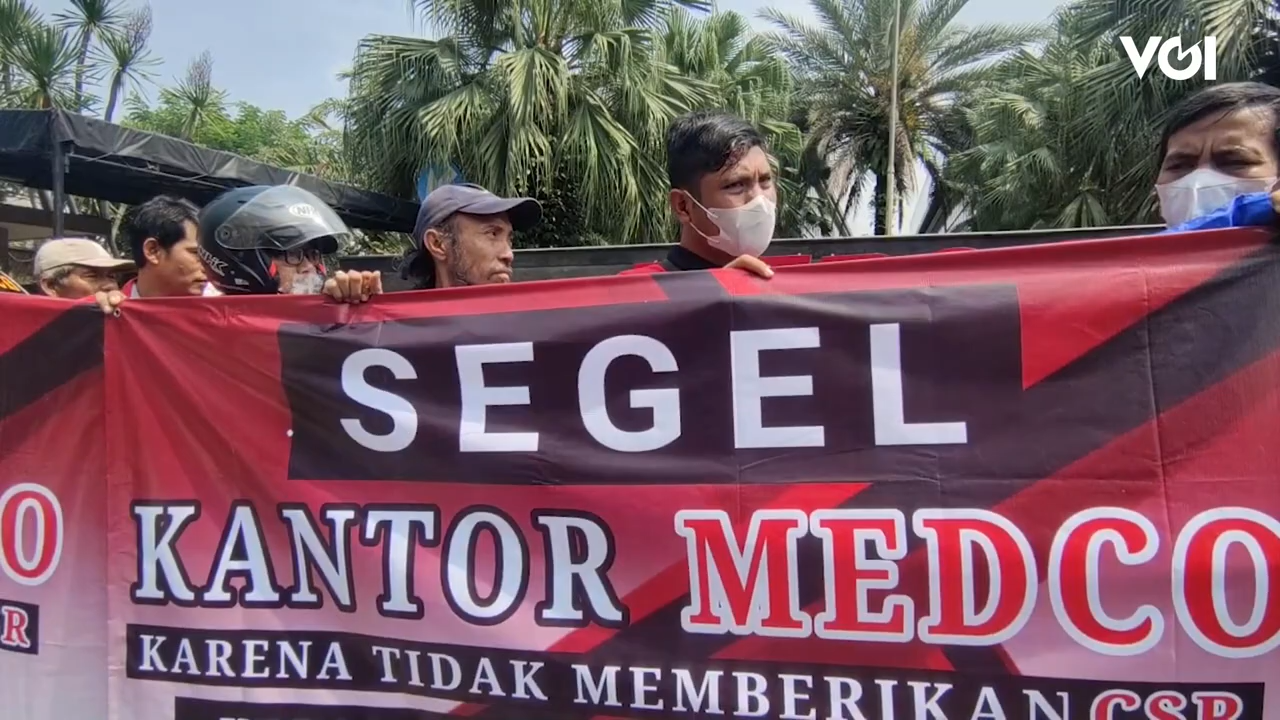 VOI
SEGEL
KANTOR MEDCO
KARENA TIDAK MEMBERIKAN CSR
O
R